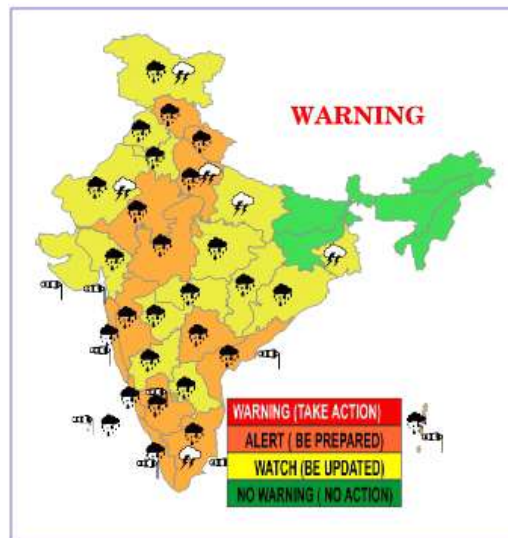 WARNING
WARNING (TAKE ACTION)
ALERT ( BE PREPARED)
WATCH (BE UPDATED)
NO WARNING ( NO ACTION)